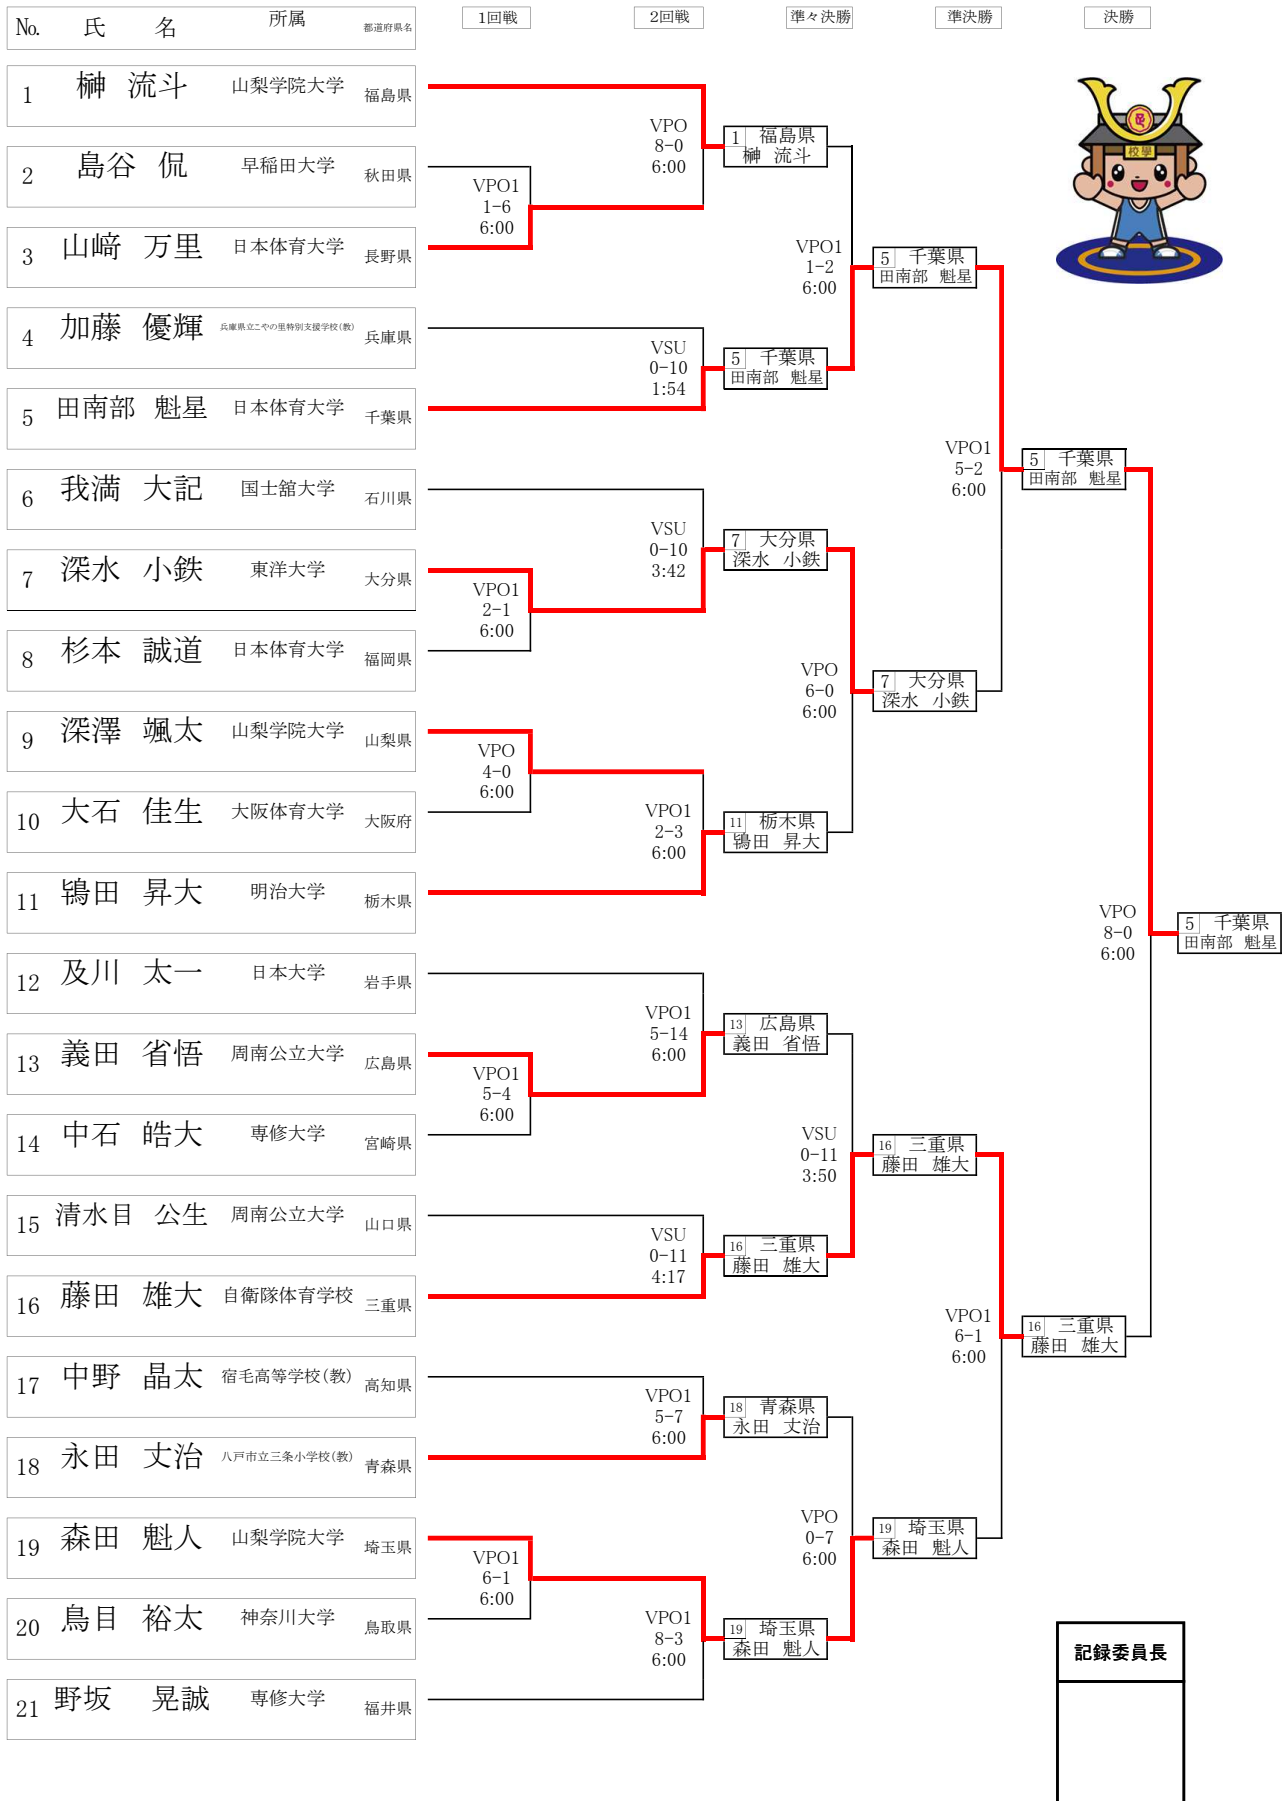 No. 氏 名 所属 都道府県名 1回戦 2回戦 準々決勝 準決勝 決勝
1 榊 流斗 山梨学院大学 福島県
2 島谷 侃 早稲田大学 秋田県
3 山﨑 万里 日本体育大学 長野県
4 加藤 優輝 兵庫県立こやの里特別支援学校(教) 兵庫県
5 田南部 魁星 日本体育大学 千葉県
6 我満 大記 国士舘大学 石川県
7 深水 小鉄 東洋大学 大分県
8 杉本 誠道 日本体育大学 福岡県
9 深澤 颯太 山梨学院大学 山梨県
10 大石 佳生 大阪体育大学 大阪府
11 鴇田 昇大 明治大学 栃木県
12 及川 太一 日本大学 岩手県
13 義田 省悟 周南公立大学 広島県
14 中石 皓大 専修大学 宮崎県
15 清水目 公生 周南公立大学 山口県
16 藤田 雄大 自衛隊体育学校 三重県
17 中野 晶太 宿毛高等学校(教) 高知県
18 永田 丈治 八戸市立三条小学校(教) 青森県
19 森田 魁人 山梨学院大学 埼玉県
20 鳥目 裕太 神奈川大学 鳥取県
21 野坂 晃誠 専修大学 福井県
VPO1
1-6
6:00
VPO1
2-1
6:00
VPO
4-0
6:00
VPO1
5-4
6:00
VPO1
6-1
6:00
VPO
8-0
6:00
VSU
0-10
1:54
VSU
0-10
3:42
VPO1
2-3
6:00
VPO1
5-14
6:00
VSU
0-11
4:17
VPO1
5-7
6:00
VPO1
8-3
6:00
1 福島県
榊 流斗
5 千葉県
田南部 魁星
7 大分県
深水 小鉄
11 栃木県
鴇田 昇大
13 広島県
義田 省悟
16 三重県
藤田 雄大
18 青森県
永田 丈治
19 埼玉県
森田 魁人
VPO1
1-2
6:00
VPO
6-0
6:00
VSU
0-11
3:50
VPO
0-7
6:00
5 千葉県
田南部 魁星
7 大分県
深水 小鉄
16 三重県
藤田 雄大
19 埼玉県
森田 魁人
VPO1
5-2
6:00
VPO1
6-1
6:00
5 千葉県
田南部 魁星
16 三重県
藤田 雄大
VPO
8-0
6:00
5 千葉県
田南部 魁星
校學
記録委員長